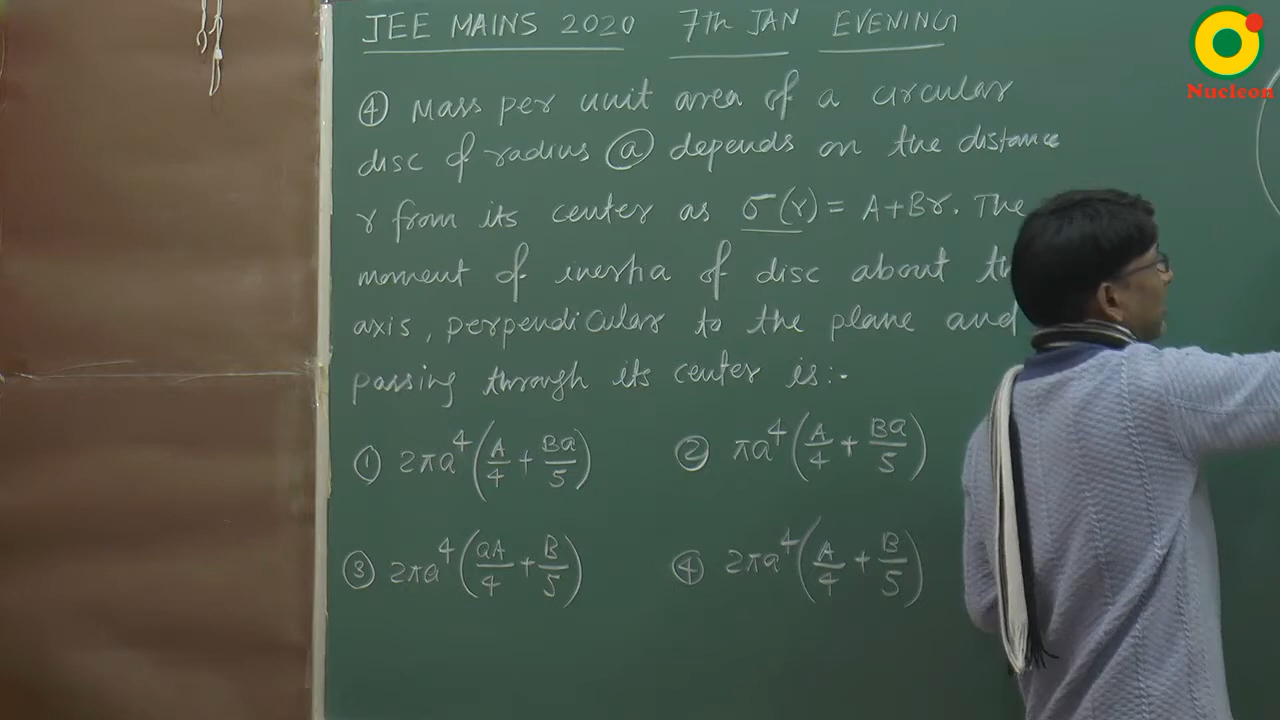 JEE MAINS 2020 7th JAN EVENING
④ Mass per unit area of a circular
disc of radius ⓐ depends on the distance
r from its center as σ(r) = A+Br. The
moment of inertia of disc about
axis, perpendicular to the plane and
passing through its center is:-
① 2πa⁴(A/4 + Ba/5) ② πa⁴(A/4 + Ba/5)
③ 2πa⁴(aA/4 + B/5) ④ 2πa⁴(A/4 + B/5)
Nucleon